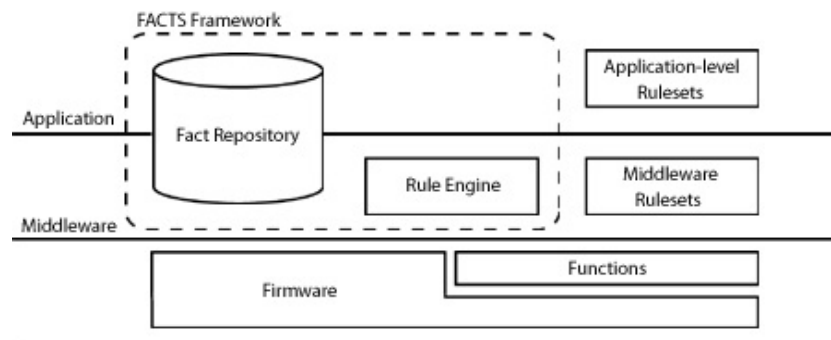 FACTS Framework
Application-level
Rulesets
Application
Fact Repository
Rule Engine
Middleware
Rulesets
Middleware
Functions
Firmware